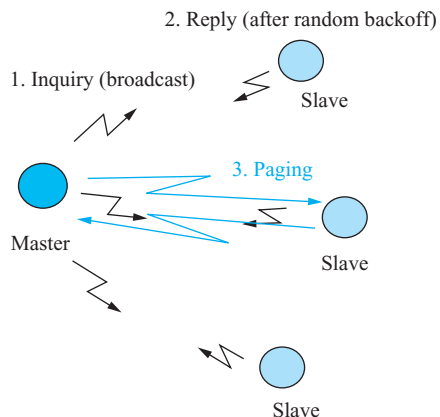 2. Reply (after random backoff)
1. Inquiry (broadcast)
Slave
3. Paging
Master
Slave
Slave